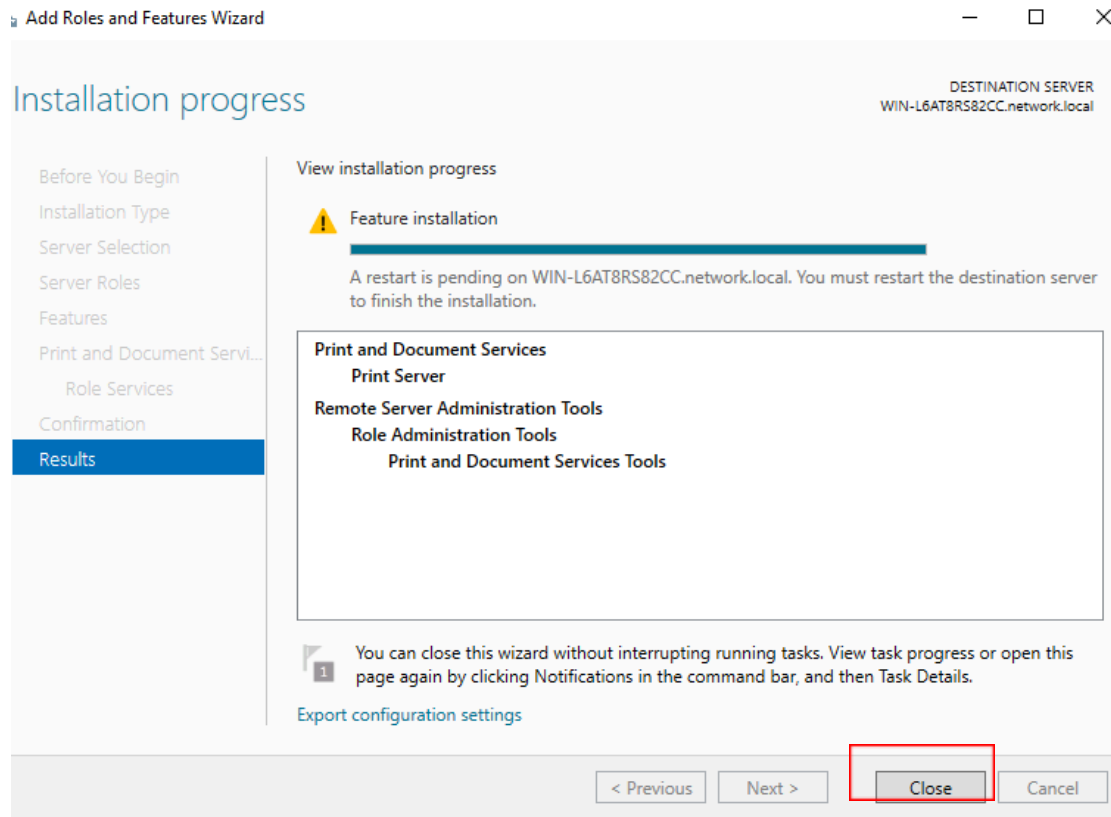 Add Roles and Features Wizard
Installation progress
DESTINATION SERVER
WIN-L6AT8RS82CC.network.local
Before You Begin
Installation Type
Server Selection
Server Roles
Features
Print and Document Servi...
Role Services
Confirmation
Results
View installation progress
Feature installation
A restart is pending on WIN-L6AT8RS82CC.network.local. You must restart the destination server
to finish the installation.
Print and Document Services
Print Server
Remote Server Administration Tools
Role Administration Tools
Print and Document Services Tools
1
You can close this wizard without interrupting running tasks. View task progress or open this
page again by clicking Notifications in the command bar, and then Task Details.
Export configuration settings
< Previous
Next >
Close
Cancel